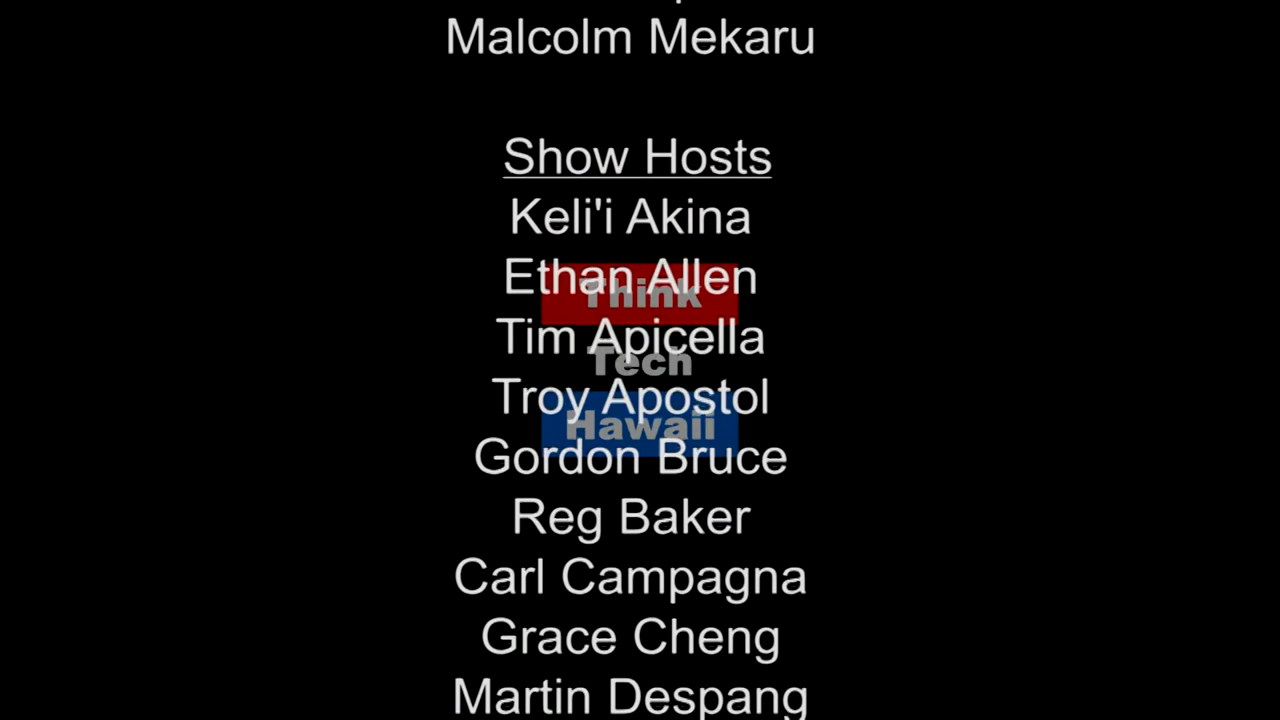 Malcolm Mekaru
Show Hosts
Keli'i Akina
Ethan Allen
Think
Tim Apicella
Tech
Troy Apostol
Hawaii
Gordon Bruce
Reg Baker
Carl Campagna
Grace Cheng
Martin Despang